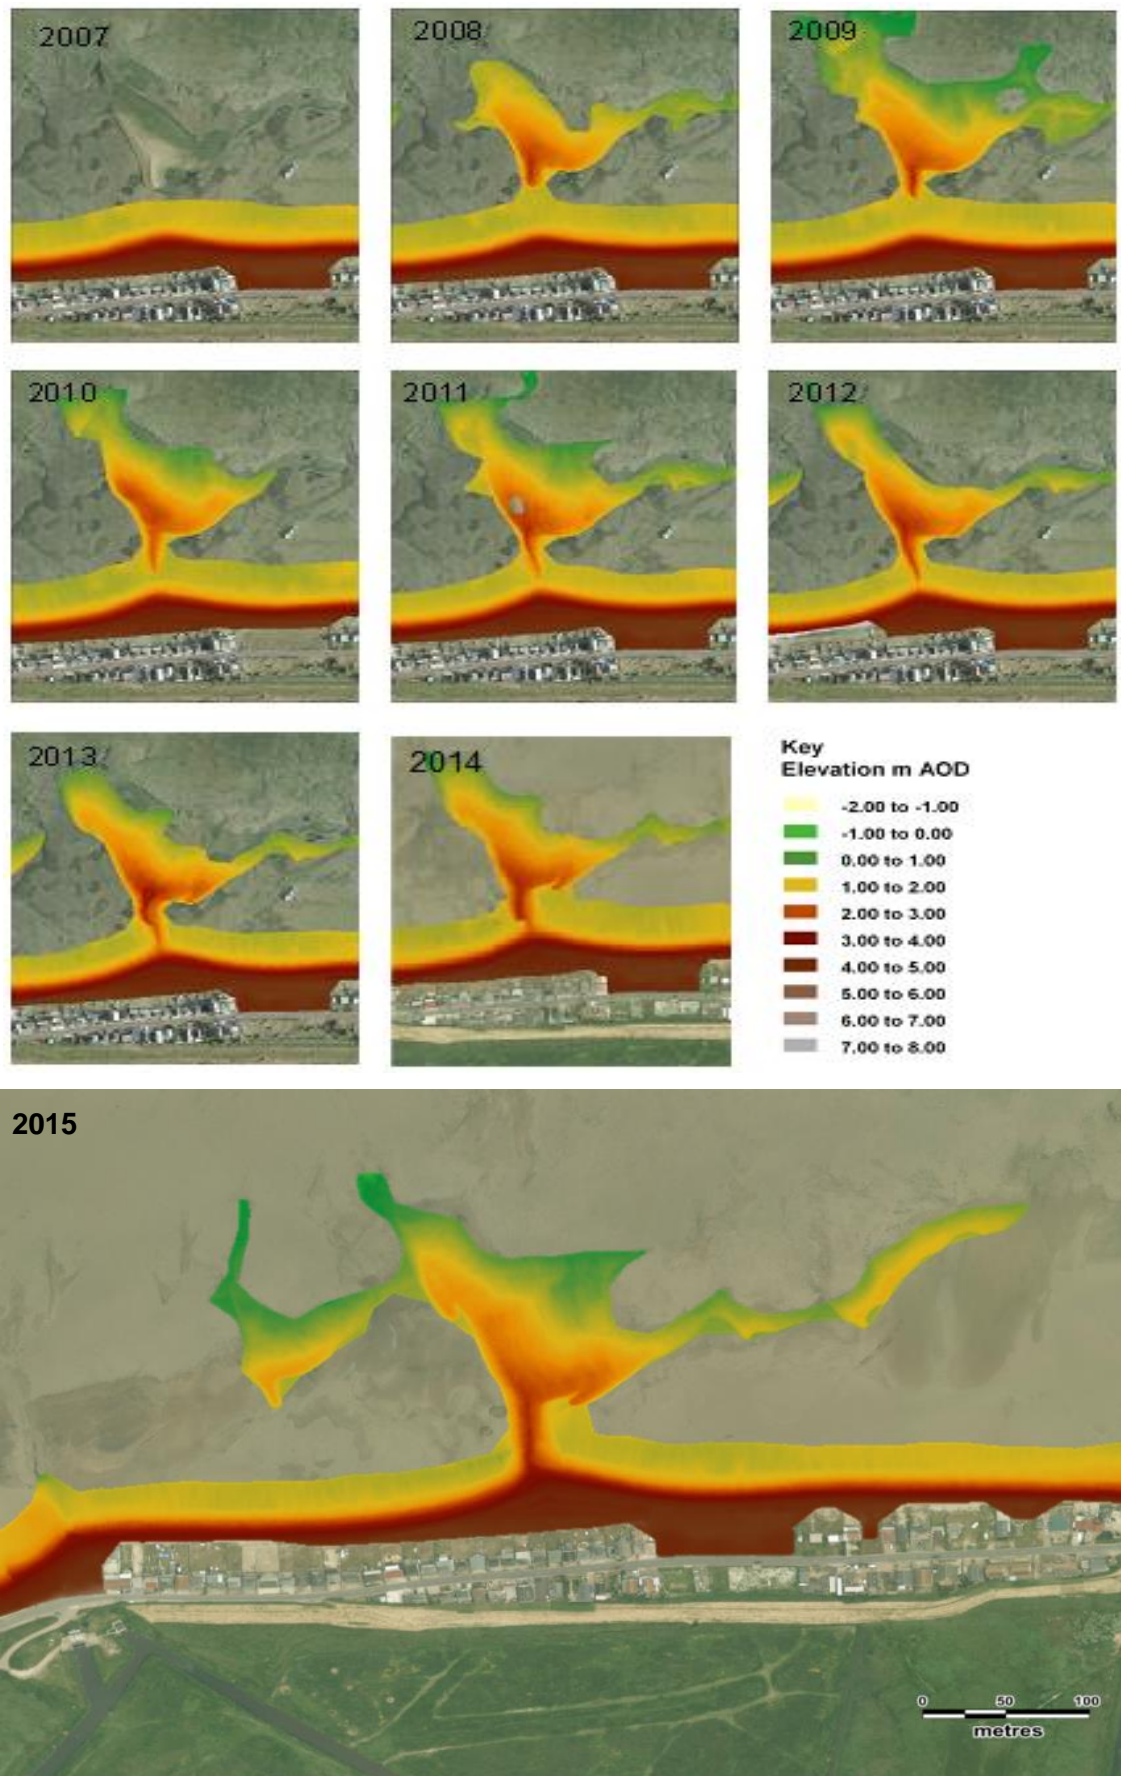 2007
2008
2009
2010
2011
2012
2013
2014
Key
Elevation m AOD
-2.00 to -1.00
-1.00 to 0.00
0.00 to 1.00
1.00 to 2.00
2.00 to 3.00
3.00 to 4.00
4.00 to 5.00
5.00 to 6.00
6.00 to 7.00
7.00 to 8.00
2015
0 50 100
metres